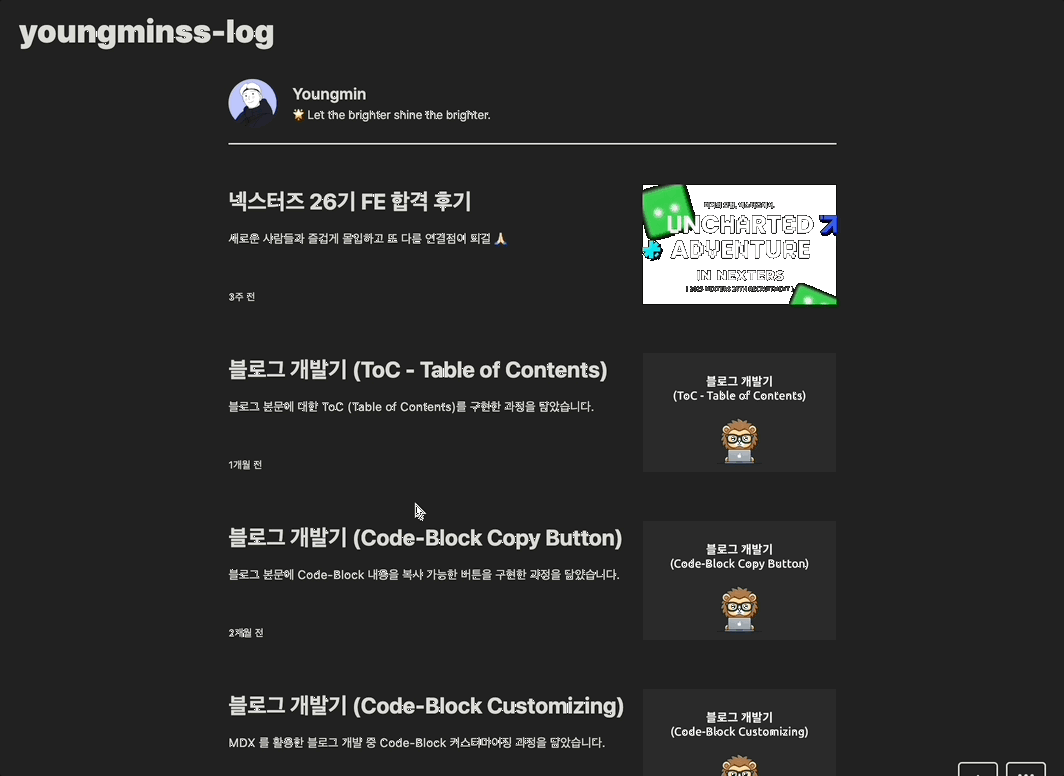 youngminss-log
Youngmin
🌟 Let the brighter shine the brighter.
넥스터즈 26기 FE 합격 후기
새로운 사람들과 즐겁게 몰입하고 또 다른 연결점이 되길 🙏
3주 전
UNCHARTED
ADVENTURE
IN NEXTERS
블로그 개발기 (ToC - Table of Contents)
블로그 본문에 대한 ToC (Table of Contents)를 구현한 과정을 담았습니다.
1개월 전
블로그 개발기
(ToC - Table of Contents)
블로그 개발기 (Code-Block Copy Button)
블로그 본문에 Code-Block 내용을 복사 가능한 버튼을 구현한 과정을 담았습니다.
2개월 전
블로그 개발기
(Code-Block Copy Button)
블로그 개발기 (Code-Block Customizing)
MDX 를 활용한 블로그 개발 중 Code-Block 커스터마이징 과정을 담았습니다.
블로그 개발기
(Code-Block Customizing)